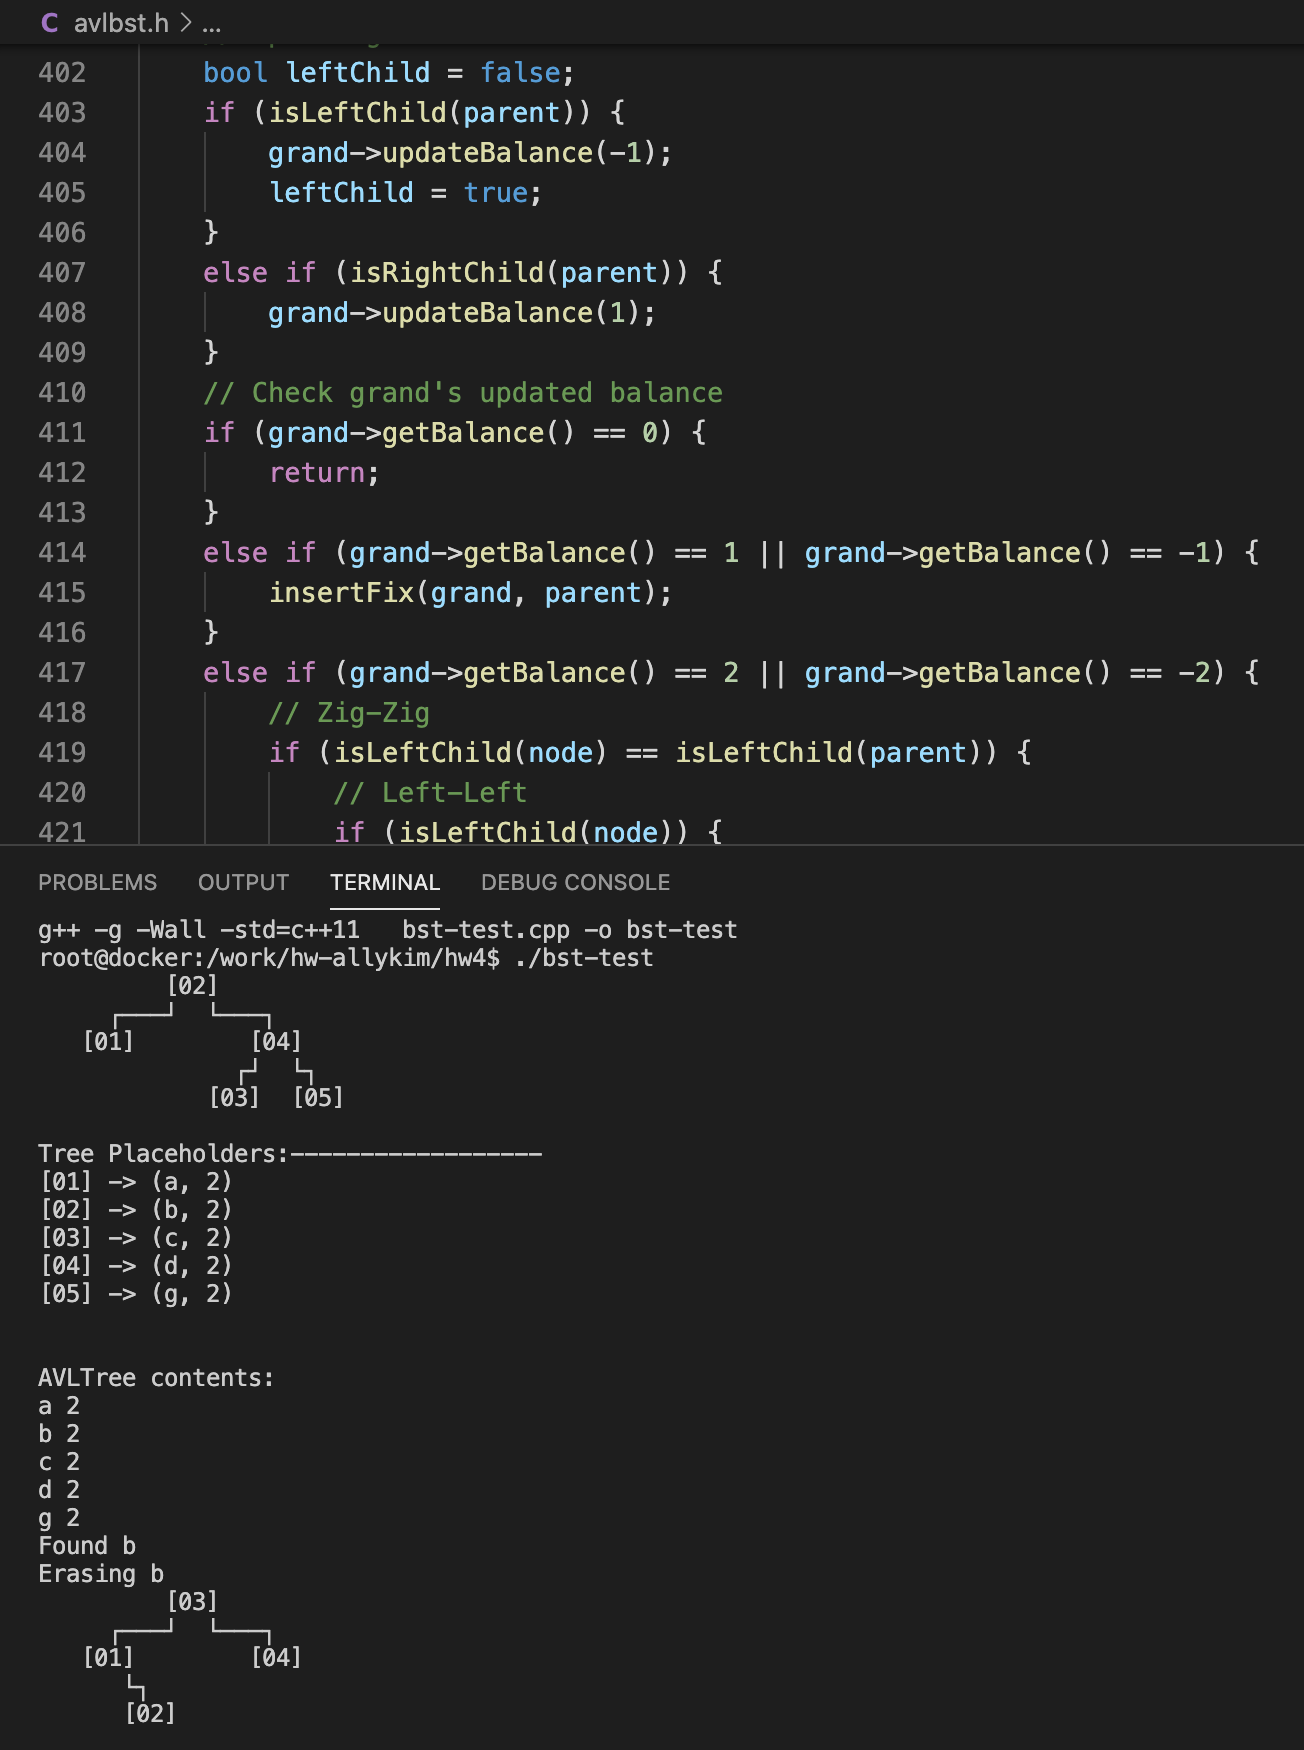 C avlbst.h > ...
402 bool leftChild = false;
403 if (isLeftChild(parent)) {
404 grand->updateBalance(-1);
405 leftChild = true;
406 }
407 else if (isRightChild(parent)) {
408 grand->updateBalance(1);
409 }
410 // Check grand's updated balance
411 if (grand->getBalance() == 0) {
412 return;
413 }
414 else if (grand->getBalance() == 1 || grand->getBalance() == -1) {
415 insertFix(grand, parent);
416 }
417 else if (grand->getBalance() == 2 || grand->getBalance() == -2) {
418 // Zig-Zig
419 if (isLeftChild(node) == isLeftChild(parent)) {
420 // Left-Left
421 if (isLeftChild(node)) {
PROBLEMS OUTPUT TERMINAL DEBUG CONSOLE
g++ -g -Wall -std=c++11 bst-test.cpp -o bst-test
root@docker:/work/hw-allykim/hw4$ ./bst-test
[02]
[01] [04]
[03] [05]
Tree Placeholders:------------------
[01] -> (a, 2)
[02] -> (b, 2)
[03] -> (c, 2)
[04] -> (d, 2)
[05] -> (g, 2)
AVLTree contents:
a 2
b 2
c 2
d 2
g 2
Found b
Erasing b
[03]
[01] [04]
[02]